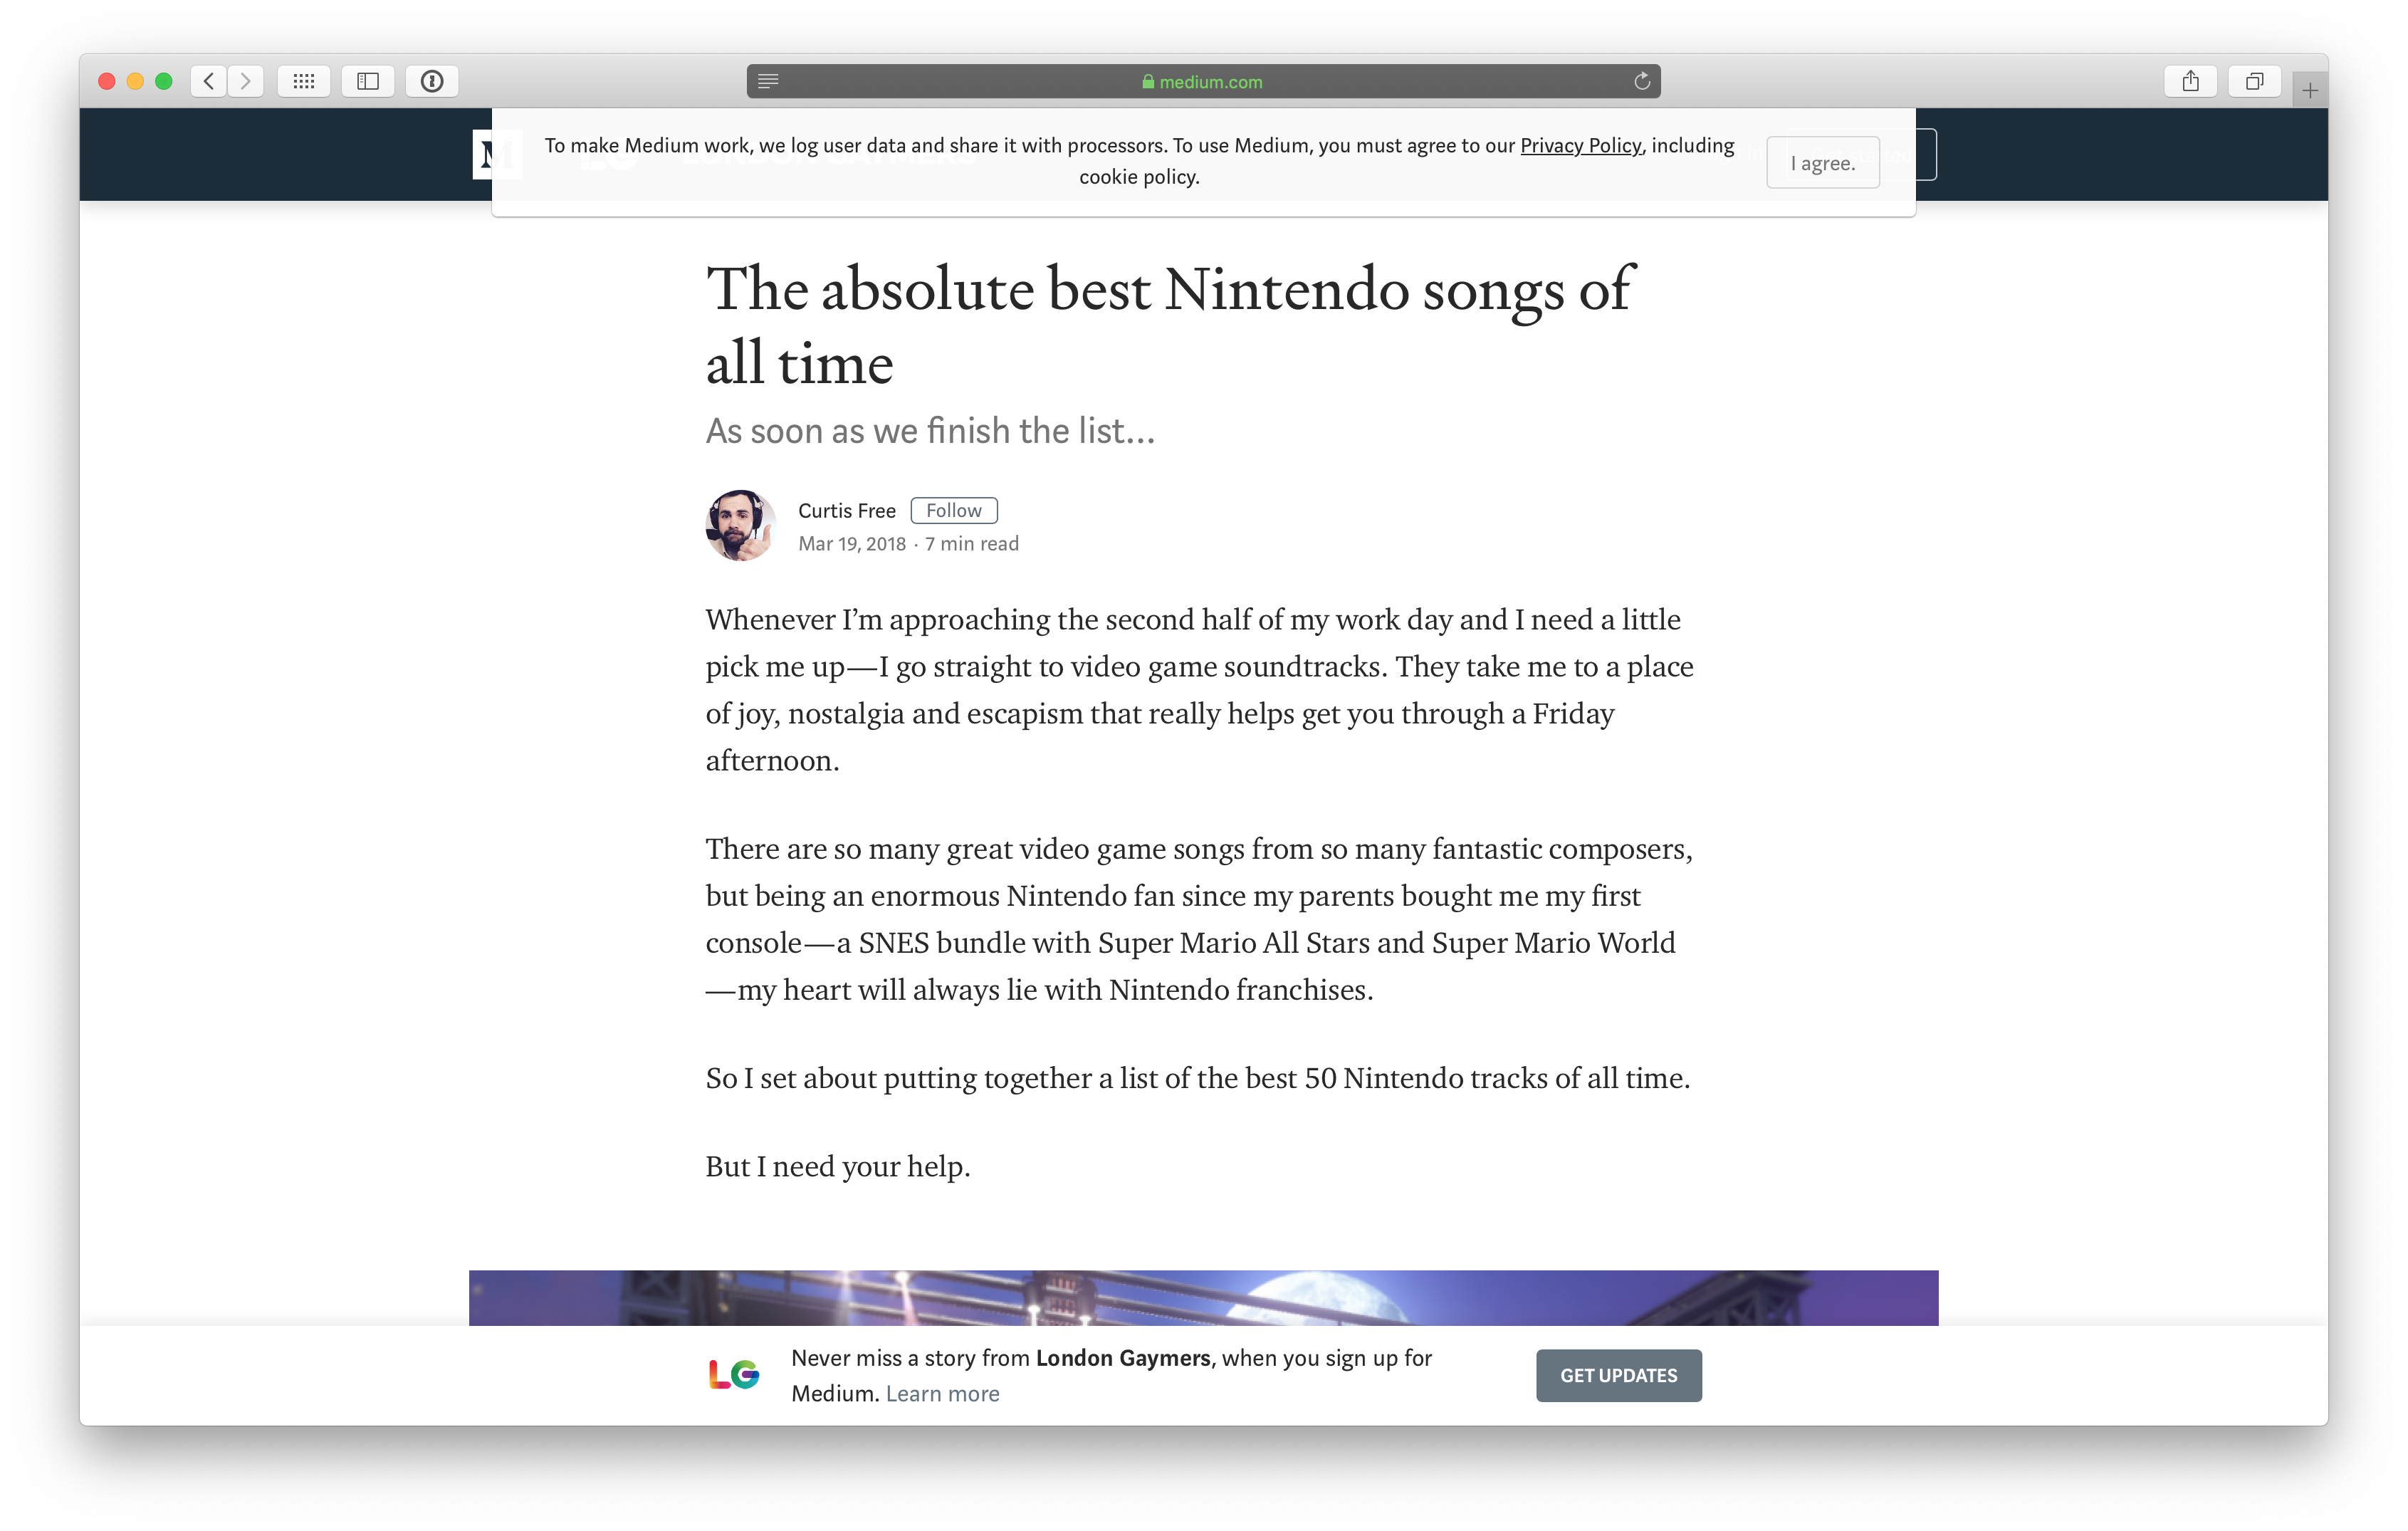 medium.com
To make Medium work, we log user data and share it with processors. To use Medium, you must agree to our Privacy Policy, including
cookie policy.
I agree.
The absolute best Nintendo songs of
all time
As soon as we finish the list…
Curtis Free Follow
Mar 19, 2018 · 7 min read
Whenever I’m approaching the second half of my work day and I need a little
pick me up — I go straight to video game soundtracks. They take me to a place
of joy, nostalgia and escapism that really helps get you through a Friday
afternoon.
There are so many great video game songs from so many fantastic composers,
but being an enormous Nintendo fan since my parents bought me my first
console — a SNES bundle with Super Mario All Stars and Super Mario World
— my heart will always lie with Nintendo franchises.
So I set about putting together a list of the best 50 Nintendo tracks of all time.
But I need your help.
LG
Never miss a story from London Gaymers, when you sign up for
Medium. Learn more
GET UPDATES